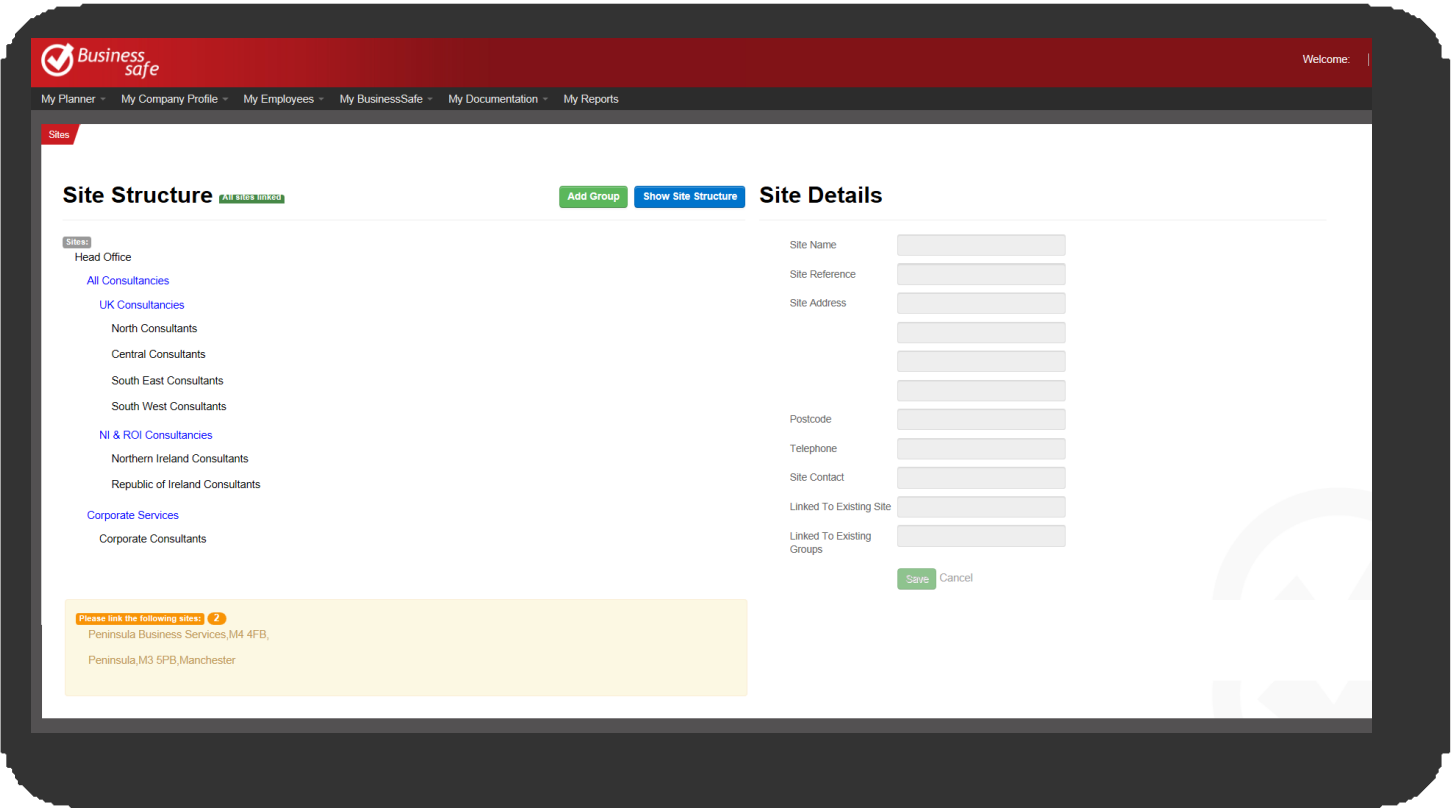 Business
safe
Welcome:
My Planner My Company Profile My Employees My BusinessSafe My Documentation My Reports
Sites
Site Structure All sites linked Add Group Show Site Structure
Sites:
Head Office
All Consultancies
UK Consultancies
North Consultants
Central Consultants
South East Consultants
South West Consultants
NI & ROI Consultancies
Northern Ireland Consultants
Republic of Ireland Consultants
Corporate Services
Corporate Consultants
Please link the following sites: 2
Peninsula Business Services,M4 4FB,
Peninsula,M3 5PB,Manchester
Site Details
Site Name
Site Reference
Site Address
Postcode
Telephone
Site Contact
Linked To Existing Site
Linked To Existing
Groups
Save Cancel